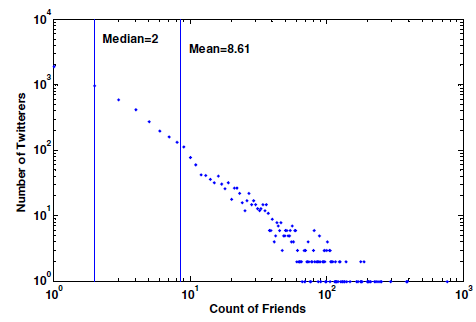 10^4
Median=2
Mean=8.61
10^3
10^2
10^1
10^0
Number of Twitterers
10^0 10^1 10^2 10^3
Count of Friends